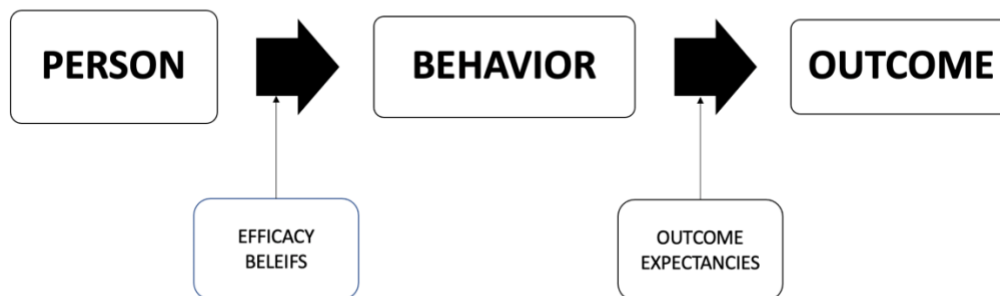 PERSON
BEHAVIOR
OUTCOME
EFFICACY
BELEIFS
OUTCOME
EXPECTANCIES